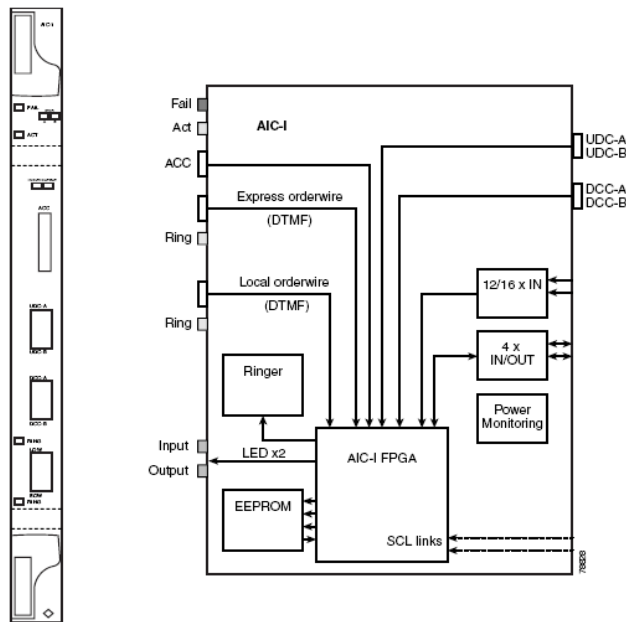 AIC-I
FAIL
ACT
ACC
UDC-A
UDC-B
DCC-A
DCC-B
RING
LOW
EOW
RING
Fail
Act
AIC-I
ACC
Express orderwire
(DTMF)
Ring
Local orderwire
(DTMF)
Ring
UDC-A
UDC-B
DCC-A
DCC-B
12/16 x IN
4 x
IN/OUT
Ringer
Power
Monitoring
Input
LED x2
Output
AIC-I FPGA
EEPROM
SCL links
78828